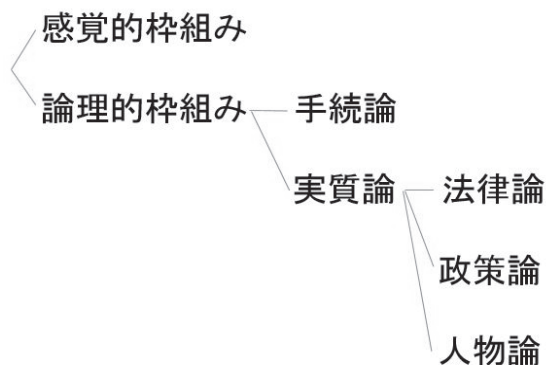 感覚的枠組み
論理的枠組み 手続論
実質論 法律論
政策論
人物論